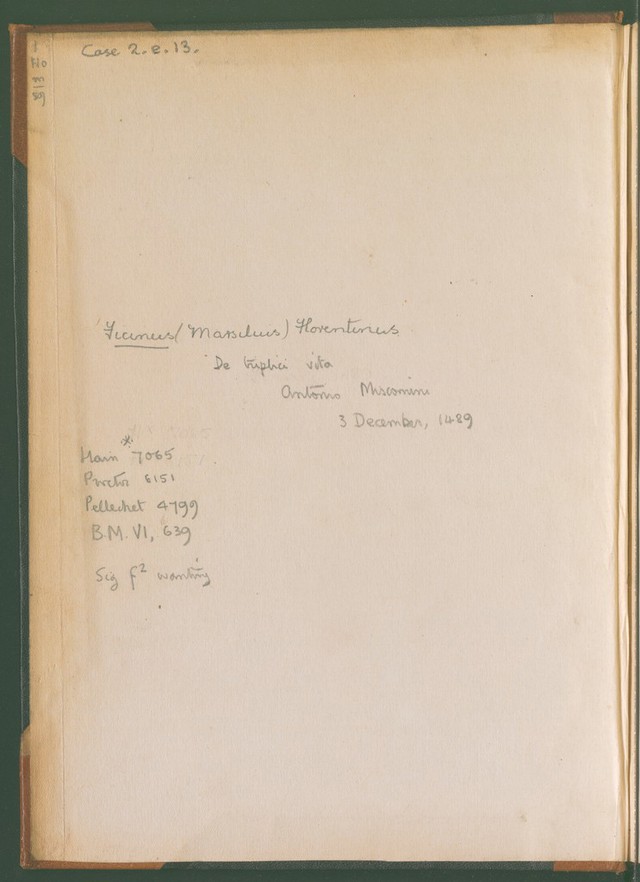 Case 2.e.13.
Ficinus (Marsilius) Florentinus
De triplici vita
Antonio Miscomini
3 December, 1489
Hain *7065
Proctor 6151
Pellechet 4799
B.M. VI, 639
Sig f2 wanting